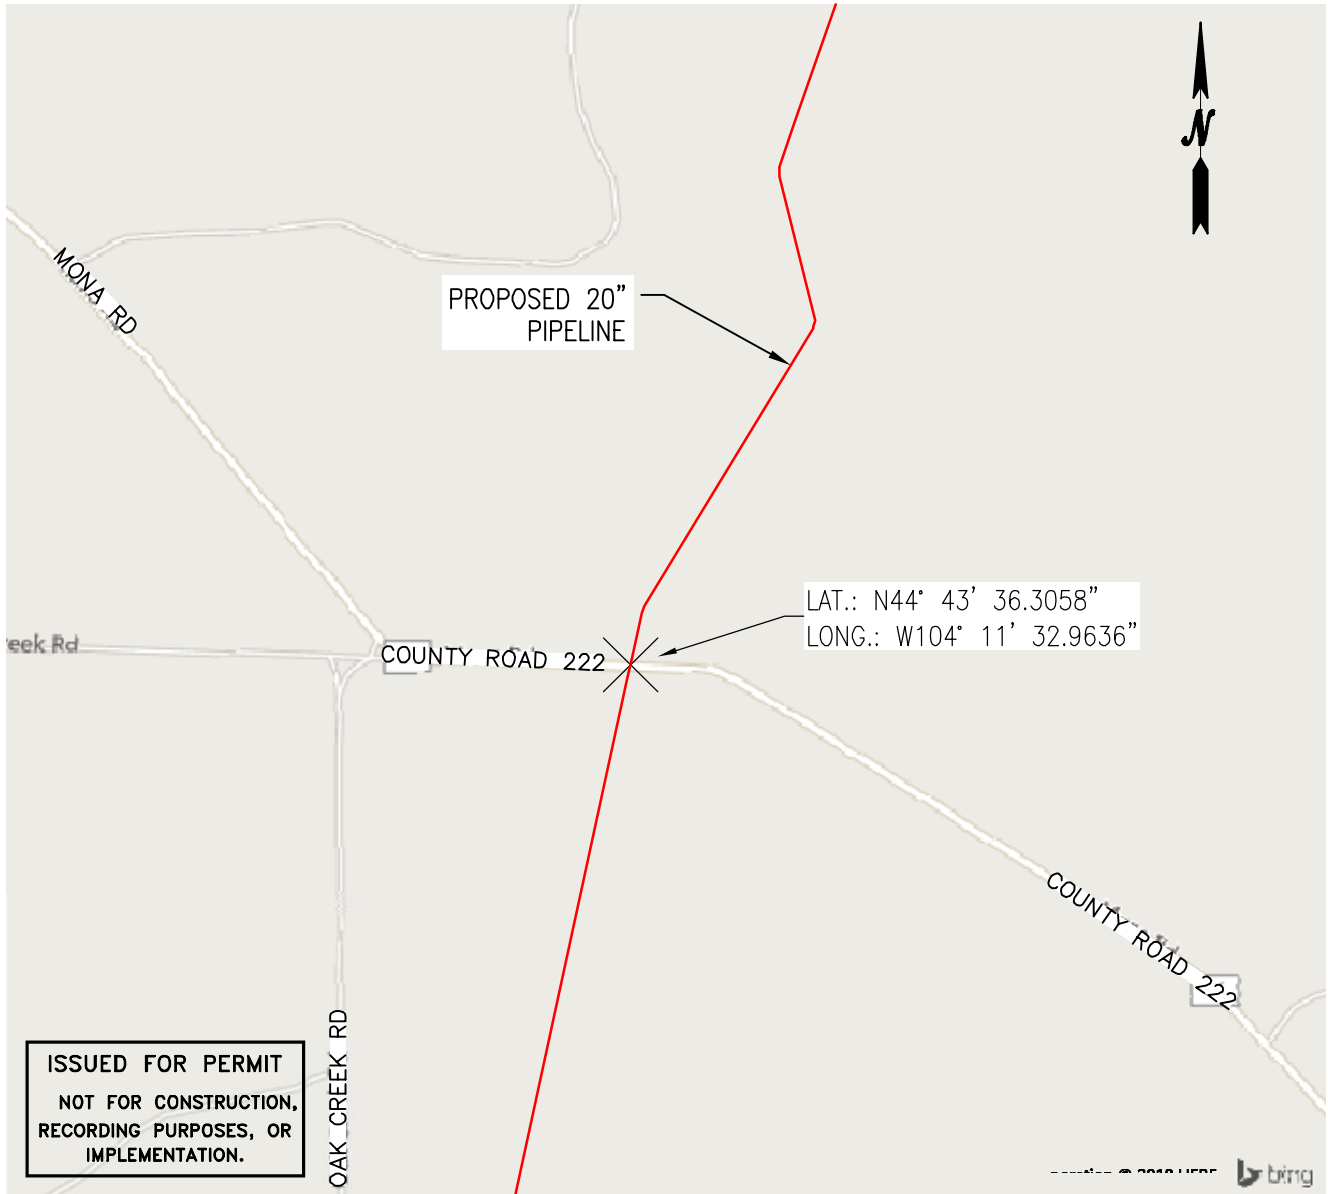 N
MONA RD
PROPOSED 20”
PIPELINE
LAT.: N44° 43’ 36.3058”
LONG.: W104° 11’ 32.9636”
reek Rd
COUNTY ROAD 222
COUNTY ROAD 222
OAK CREEK RD
ISSUED FOR PERMIT
NOT FOR CONSTRUCTION,
RECORDING PURPOSES, OR
IMPLEMENTATION.
bing